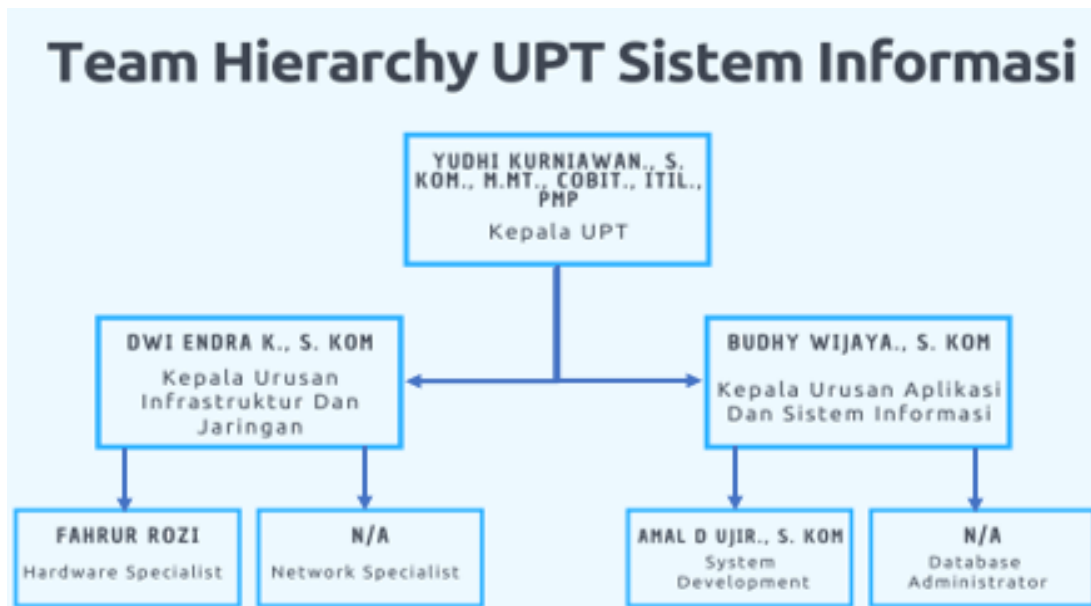 Team Hierarchy UPT Sistem Informasi
YUDHI KURNIAWAN., S.
KOM., M.MT., COBIT., ITIL.,
PMP
Kepala UPT
DWI ENDRA K., S. KOM
Kepala Urusan
Infrastruktur Dan
Jaringan
BUDHY WIJAYA., S. KOM
Kepala Urusan Aplikasi
Dan Sistem Informasi
FAHRUR ROZI
Hardware Specialist
N/A
Network Specialist
AMAL D UJIR., S. KOM
System
Development
N/A
Database
Administrator